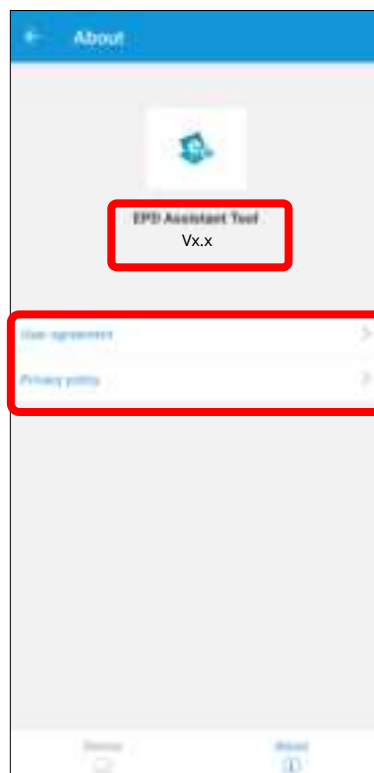 About
EPD Assistant Tool
Vx.x
User agreement
Privacy policy
Device
About